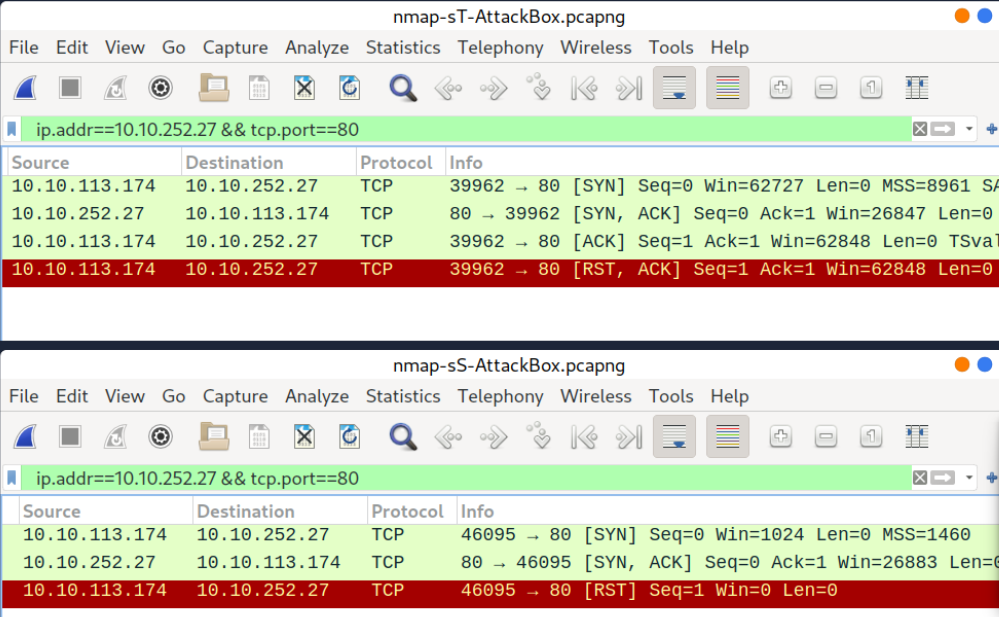 nmap-sT-AttackBox.pcapng
File Edit View Go Capture Analyze Statistics Telephony Wireless Tools Help
ip.addr==10.10.252.27 && tcp.port==80
Source Destination Protocol Info
10.10.113.174 10.10.252.27 TCP 39962 → 80 [SYN] Seq=0 Win=62727 Len=0 MSS=8961 SA
10.10.252.27 10.10.113.174 TCP 80 → 39962 [SYN, ACK] Seq=0 Ack=1 Win=26847 Len=0
10.10.113.174 10.10.252.27 TCP 39962 → 80 [ACK] Seq=1 Ack=1 Win=62848 Len=0 TSval
10.10.113.174 10.10.252.27 TCP 39962 → 80 [RST, ACK] Seq=1 Ack=1 Win=62848 Len=0
nmap-sS-AttackBox.pcapng
File Edit View Go Capture Analyze Statistics Telephony Wireless Tools Help
ip.addr==10.10.252.27 && tcp.port==80
Source Destination Protocol Info
10.10.113.174 10.10.252.27 TCP 46095 → 80 [SYN] Seq=0 Win=1024 Len=0 MSS=1460
10.10.252.27 10.10.113.174 TCP 80 → 46095 [SYN, ACK] Seq=0 Ack=1 Win=26883 Len=0
10.10.113.174 10.10.252.27 TCP 46095 → 80 [RST] Seq=1 Win=0 Len=0